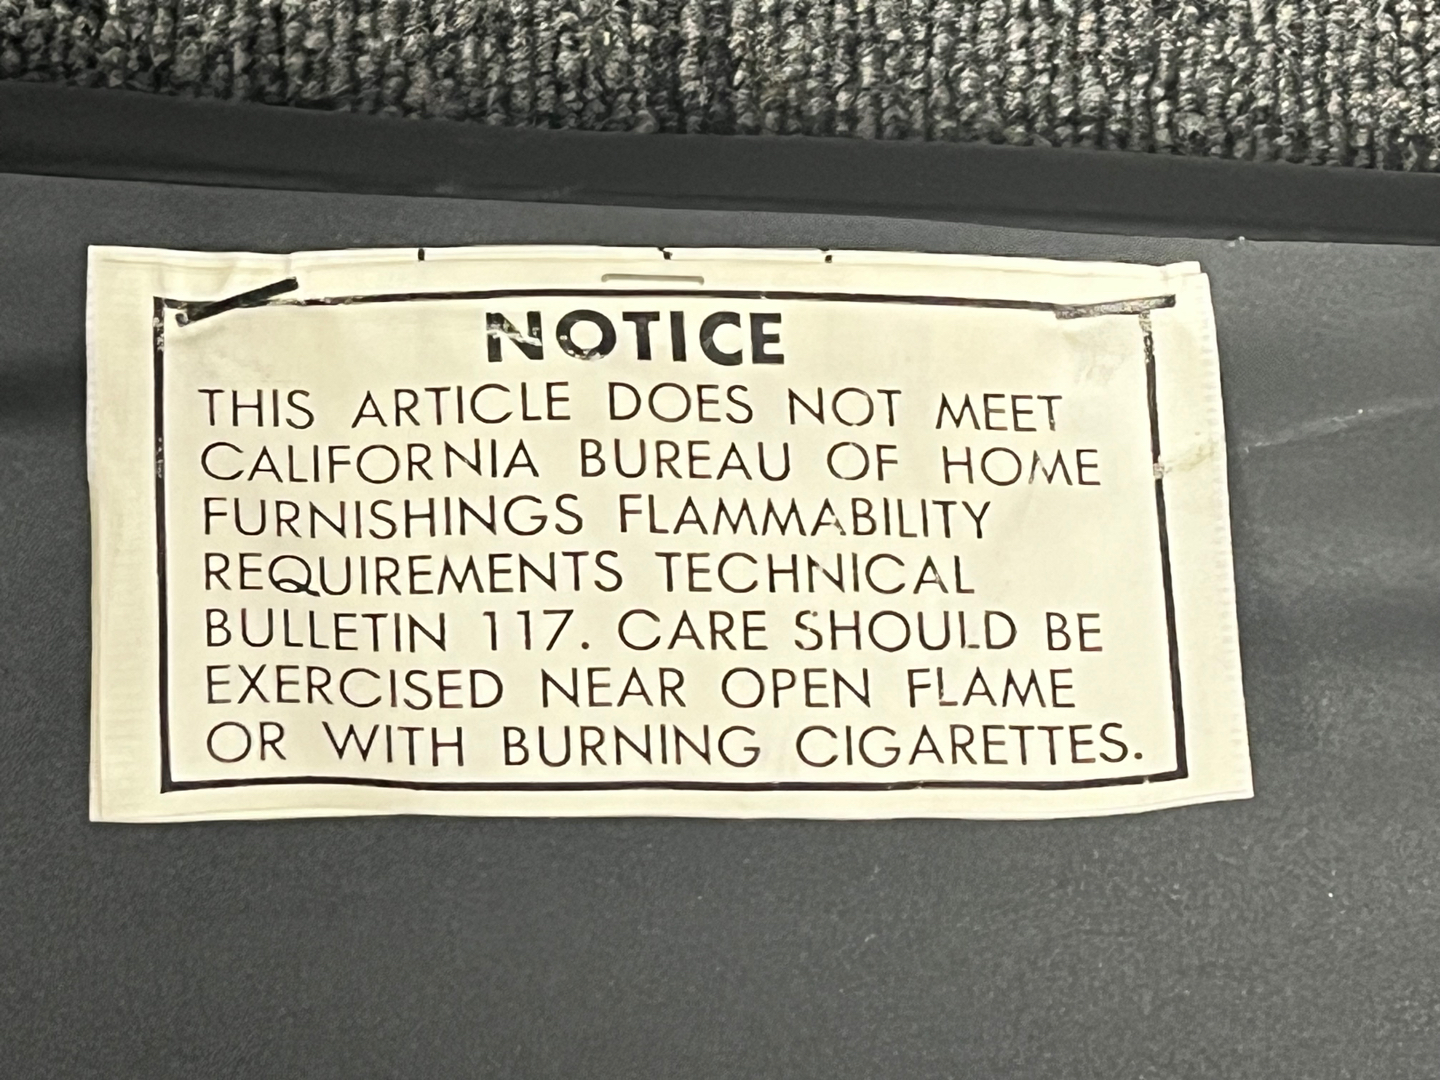 NOTICE
THIS ARTICLE DOES NOT MEET
CALIFORNIA BUREAU OF HOME
FURNISHINGS FLAMMABILITY
REQUIREMENTS TECHNICAL
BULLETIN 117. CARE SHOULD BE
EXERCISED NEAR OPEN FLAME
OR WITH BURNING CIGARETTES.